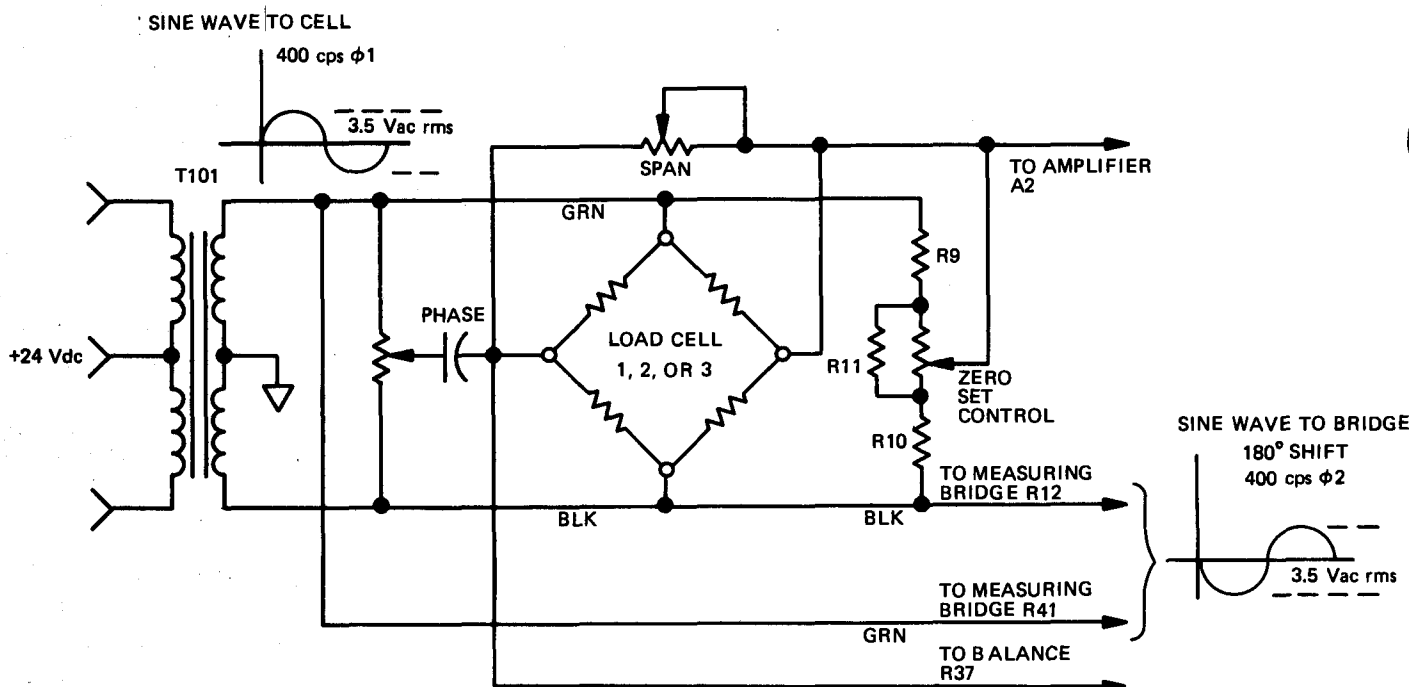 SINE WAVE TO CELL
400 cps ϕ1
3.5 Vac rms
T101
SPAN
TO AMPLIFIER
A2
GRN
R9
PHASE
LOAD CELL
1, 2, OR 3
+24 Vdc
R11
ZERO
SET
CONTROL
R10
SINE WAVE TO BRIDGE
180° SHIFT
400 cps ϕ2
TO MEASURING
BRIDGE R12
BLK
BLK
3.5 Vac rms
TO MEASURING
BRIDGE R41
GRN
TO BALANCE
R37